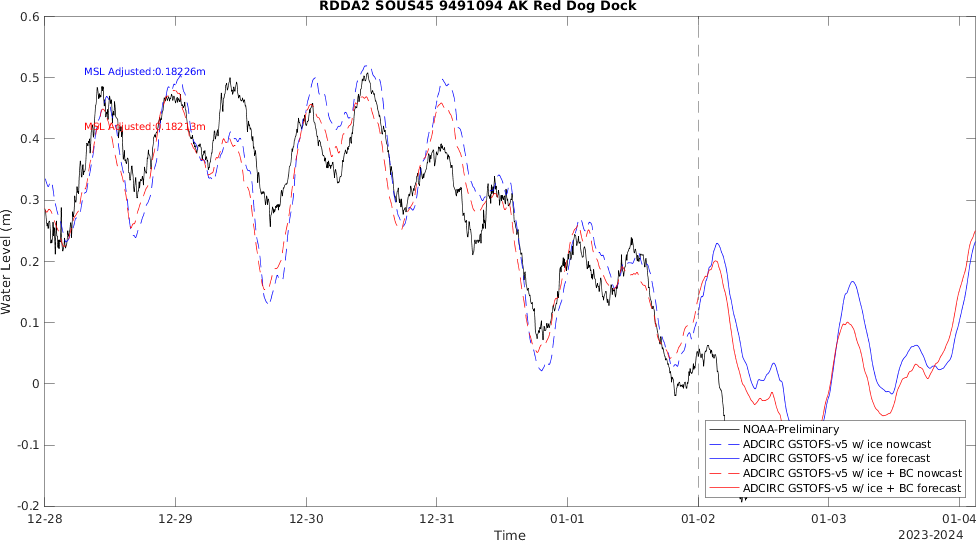 RDDA2 SOUS45 9491094 AK Red Dog Dock
0.6
0.5
0.4
0.3
0.2
0.1
0
-0.1
-0.2
Water Level (m)
MSL Adjusted:0.18226m
MSL Adjusted:0.18213m
NOAA-Preliminary
ADCIRC GSTOFS-v5 w/ ice nowcast
ADCIRC GSTOFS-v5 w/ ice forecast
ADCIRC GSTOFS-v5 w/ ice + BC nowcast
ADCIRC GSTOFS-v5 w/ ice + BC forecast
12-28 12-29 12-30 12-31 01-01 01-02 01-03 01-04
Time
2023-2024